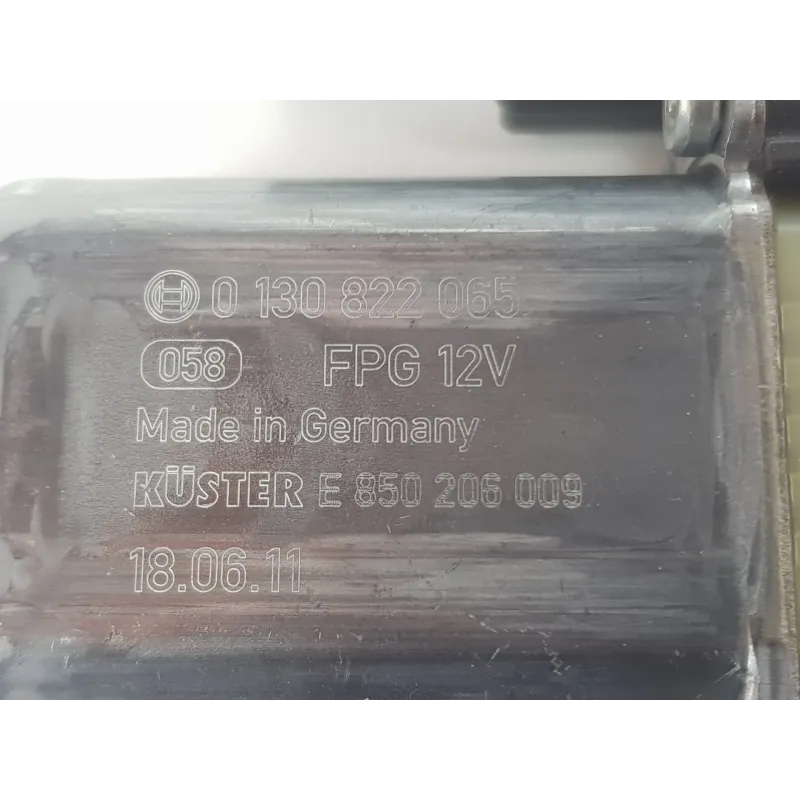 0 130 822 065
058 FPG 12V
Made in Germany
KÜSTER E 850 206 009
18.06.11